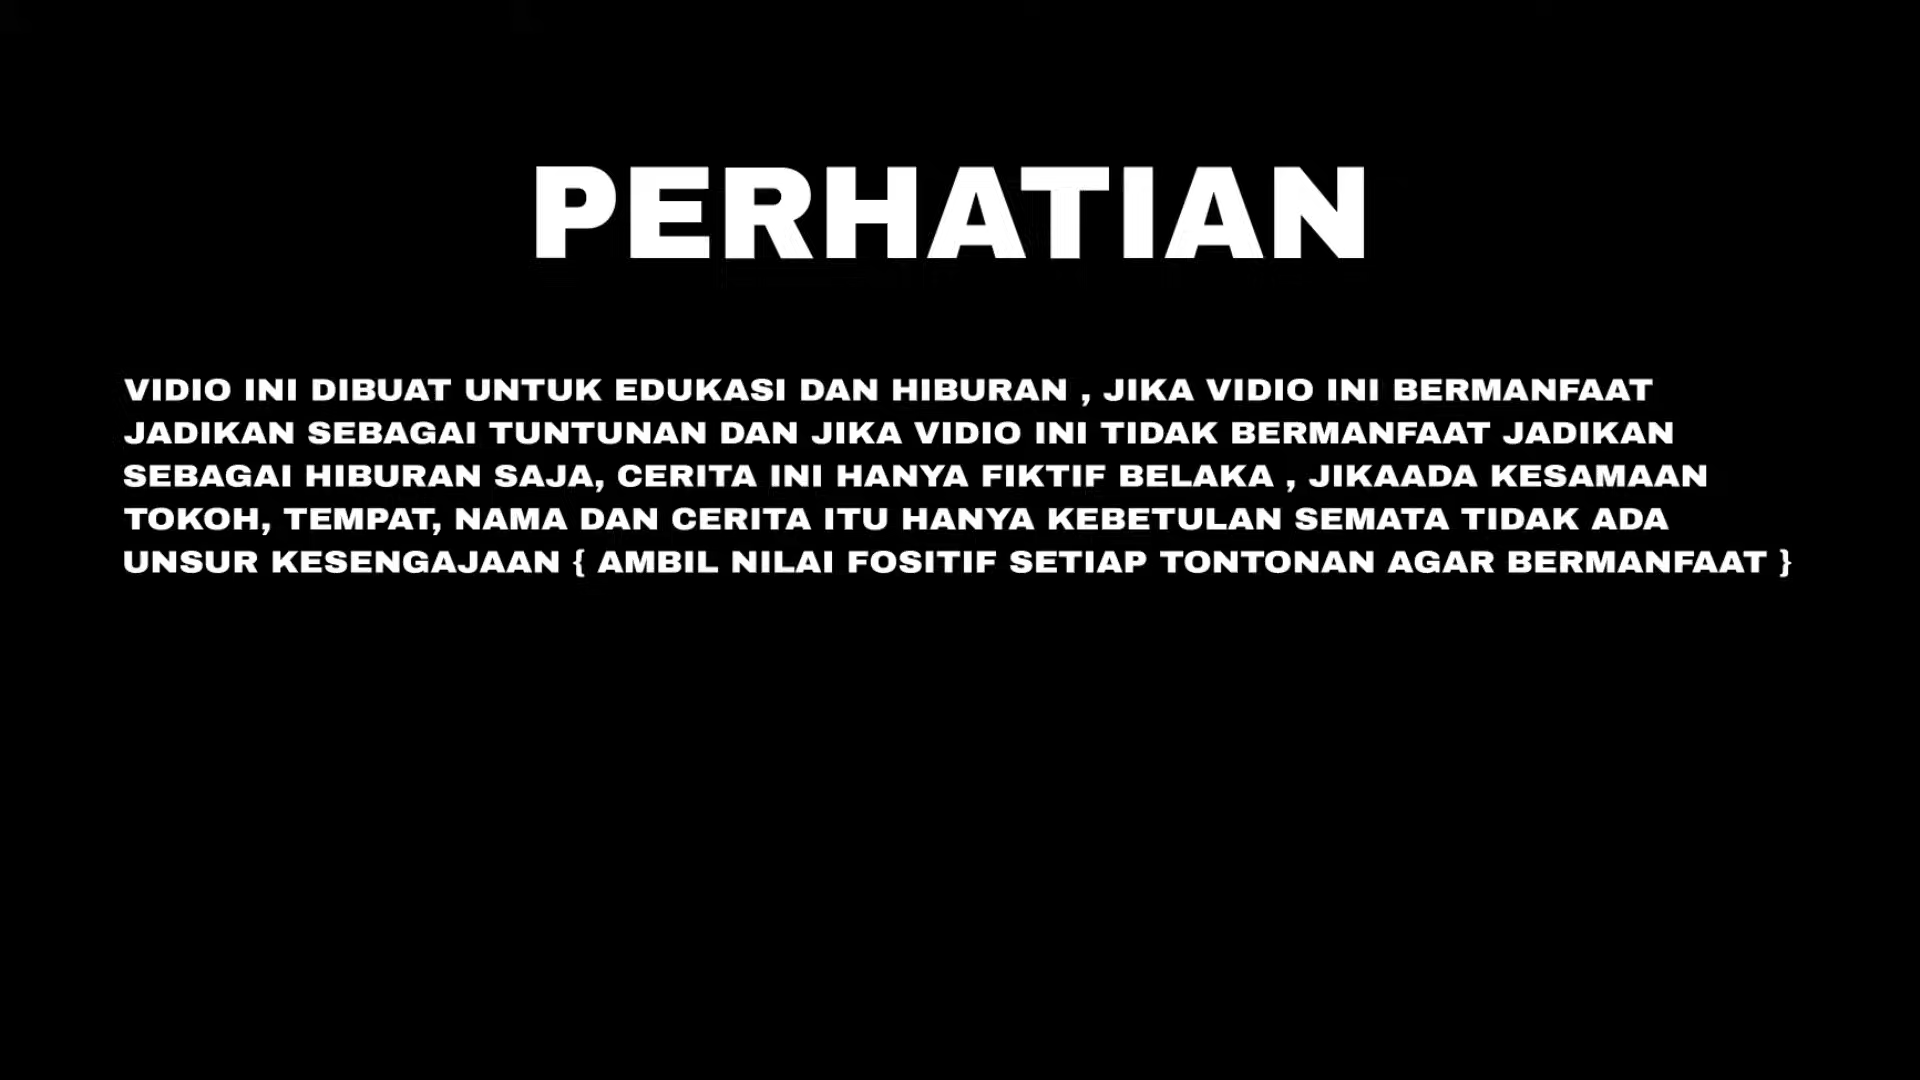 PERHATIAN
VIDIO INI DIBUAT UNTUK EDUKASI DAN HIBURAN , JIKA VIDIO INI BERMANFAAT
JADIKAN SEBAGAI TUNTUNAN DAN JIKA VIDIO INI TIDAK BERMANFAAT JADIKAN
SEBAGAI HIBURAN SAJA, CERITA INI HANYA FIKTIF BELAKA , JIKAADA KESAMAAN
TOKOH, TEMPAT, NAMA DAN CERITA ITU HANYA KEBETULAN SEMATA TIDAK ADA
UNSUR KESENGAJAAN { AMBIL NILAI FOSITIF SETIAP TONTONAN AGAR BERMANFAAT }